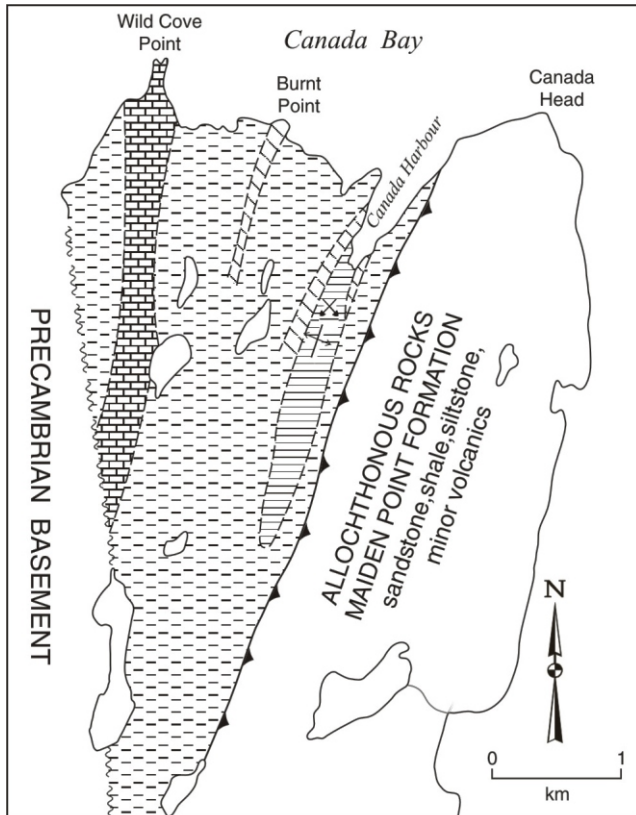 Wild Cove
Point
Canada Bay
Burnt
Point
Canada
Head
Canada Harbour
PRECAMBRIAN BASEMENT
ALLOCHTHONOUS ROCKS
MAIDEN POINT FORMATION
sandstone, shale, siltstone,
minor volcanics
N
0 1
km